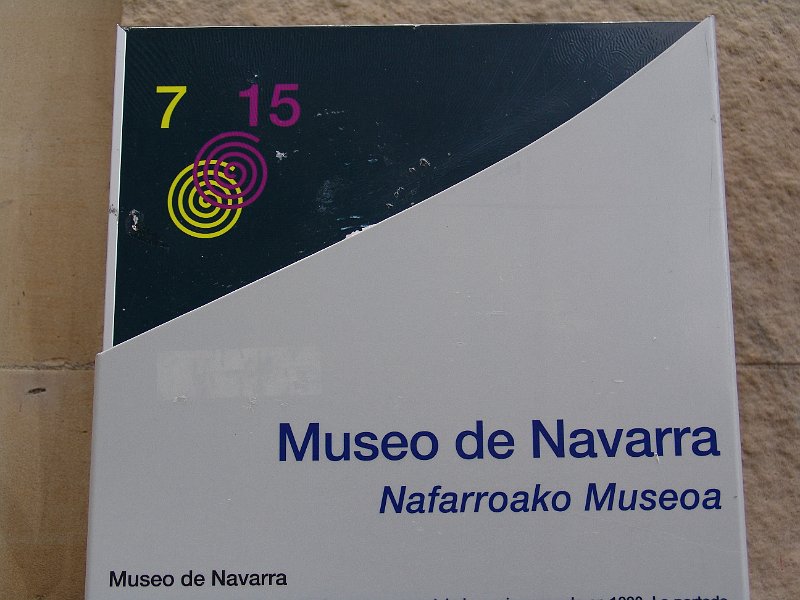 7 15
Museo de Navarra
Nafarroako Museoa
Museo de Navarra